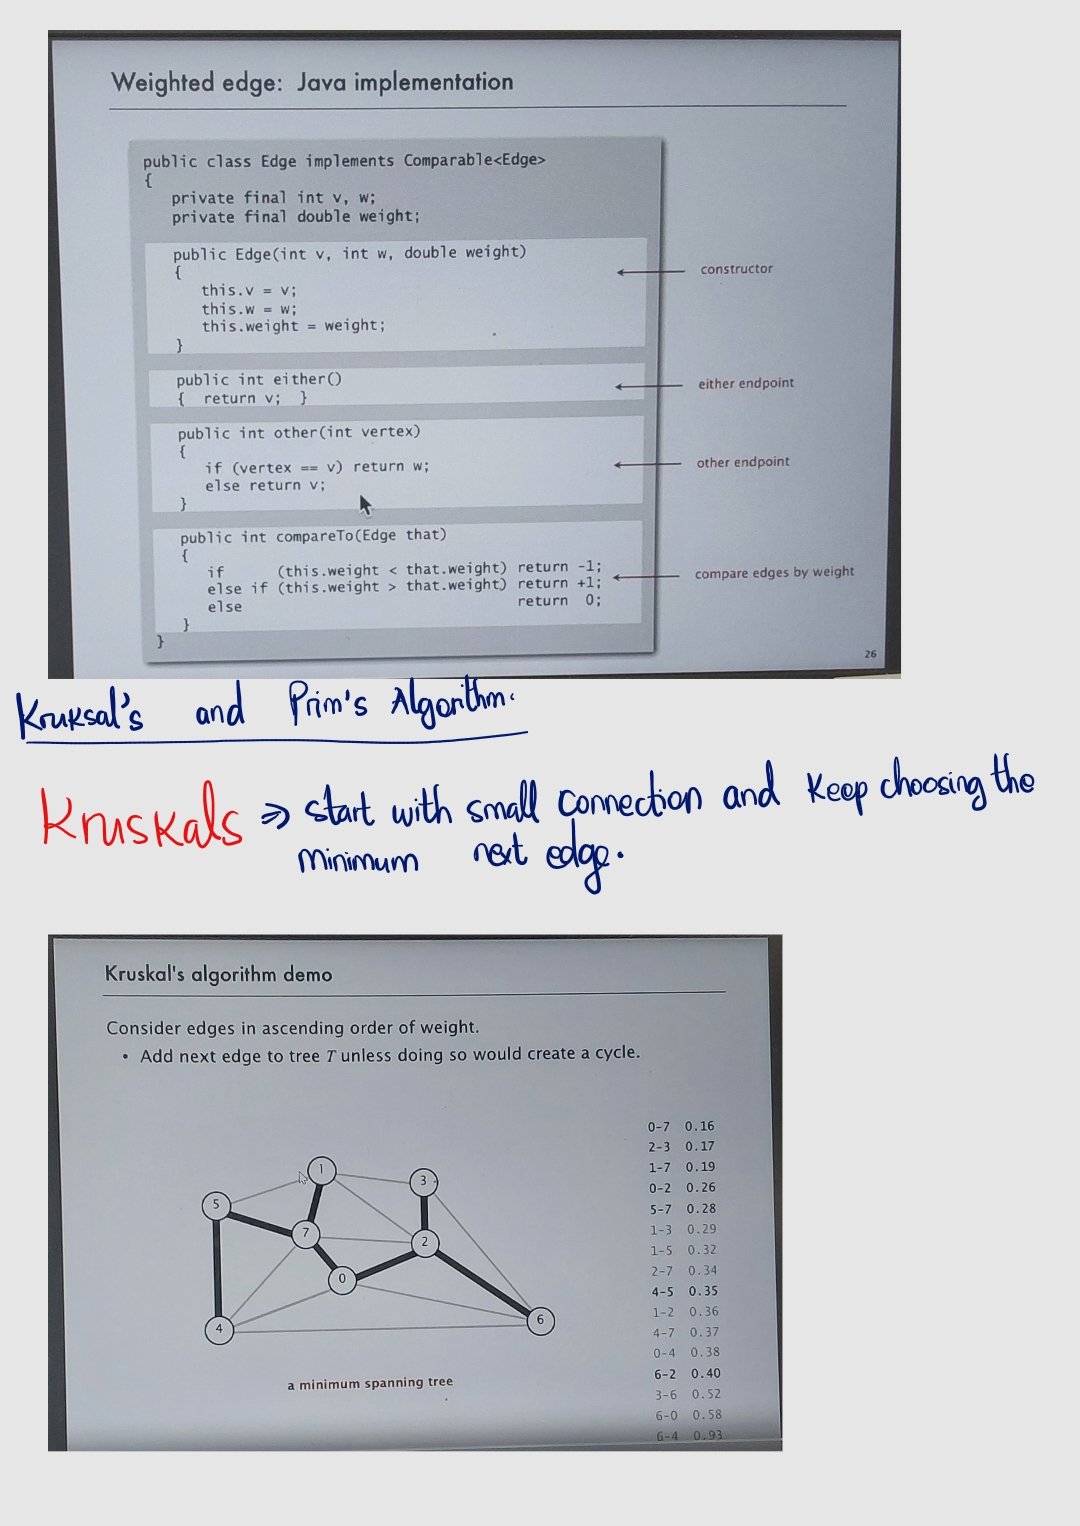 Weighted edge: Java implementation
public class Edge implements Comparable<Edge>
{
private final int v, w;
private final double weight;
public Edge(int v, int w, double weight)
{
this.v = v;
this.w = w;
this.weight = weight;
}
constructor
public int either()
{ return v; }
either endpoint
public int other(int vertex)
{
if (vertex == v) return w;
else return v;
}
other endpoint
public int compareTo(Edge that)
{
if (this.weight < that.weight) return -1;
else if (this.weight > that.weight) return +1;
else return 0;
}
compare edges by weight
}
26
Kruksal's and Prim's Algorithm.
Kruskals ⇒ start with small connection and keep choosing the
minimum next edge.
Kruskal's algorithm demo
Consider edges in ascending order of weight.
• Add next edge to tree T unless doing so would create a cycle.
0-7 0.16
2-3 0.17
1-7 0.19
0-2 0.26
5-7 0.28
1-3 0.29
1-5 0.32
2-7 0.34
4-5 0.35
1-2 0.36
4-7 0.37
0-4 0.38
6-2 0.40
3-6 0.52
6-0 0.58
6-4 0.93
1
3
5
7
2
0
4
6
a minimum spanning tree